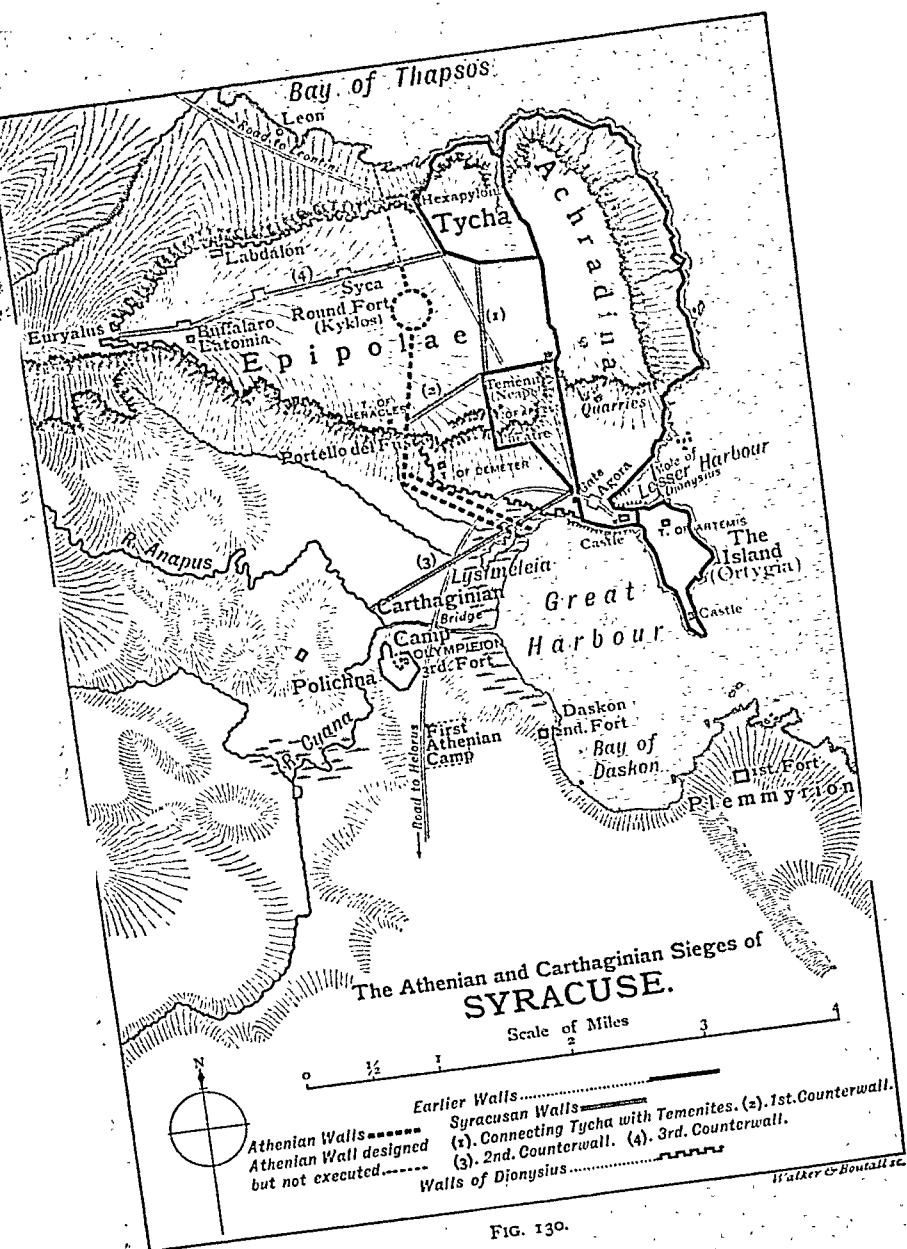 Bay of Thapsos
Leon
Road to Leontini
Hexapylon
Tycha
Achradina
Labdalon
(4)
Syca
Round Fort
(Kyklos)
(1)
Euryalus
Buffalaro
Latomia
Epipolae
(2)
Temenites
(Neapolis)
Quarries
T. OF
HERACLES
Theatre
Portello del
T. OF DEMETER
Gate
Agora
Mole of
Dionysius
Lesser Harbour
Castle
T. OF ARTEMIS
The
Island
(Ortygia)
Castle
R. Anapus
(3)
Lysimeleia
Great
Harbour
Carthaginian
Bridge
Camp
OLYMPIEION
3rd. Fort
Polichna
R. Cyana
First
Athenian
Camp
Road to Helorus
Daskon
2nd. Fort
Bay of
Daskon
1st. Fort
Plemmyrion
The Athenian and Carthaginian Sieges of
SYRACUSE.
Scale of Miles
0 ½ 1 2 3 4
N
Earlier Walls
Athenian Walls
Syracusan Walls
Athenian Wall designed
but not executed
(1). Connecting Tycha with Temenites. (2). 1st. Counterwall.
(3). 2nd. Counterwall. (4). 3rd. Counterwall.
Walls of Dionysius
Walker & Boutall sc.
FIG. 130.